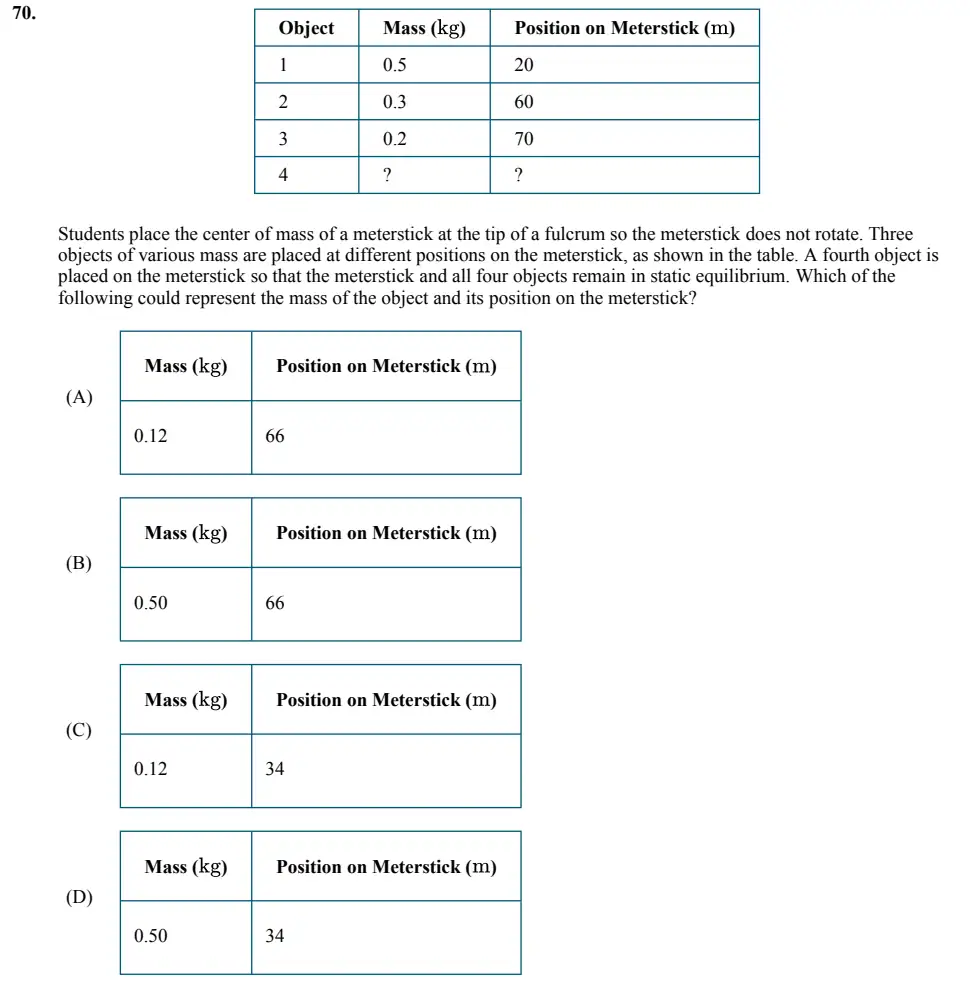 70.
Object Mass (kg) Position on Meterstick (m)
1 0.5 20
2 0.3 60
3 0.2 70
4 ? ?
Students place the center of mass of a meterstick at the tip of a fulcrum so the meterstick does not rotate. Three
objects of various mass are placed at different positions on the meterstick, as shown in the table. A fourth object is
placed on the meterstick so that the meterstick and all four objects remain in static equilibrium. Which of the
following could represent the mass of the object and its position on the meterstick?
Mass (kg) Position on Meterstick (m)
(A)
0.12 66
Mass (kg) Position on Meterstick (m)
(B)
0.50 66
Mass (kg) Position on Meterstick (m)
(C)
0.12 34
Mass (kg) Position on Meterstick (m)
(D)
0.50 34